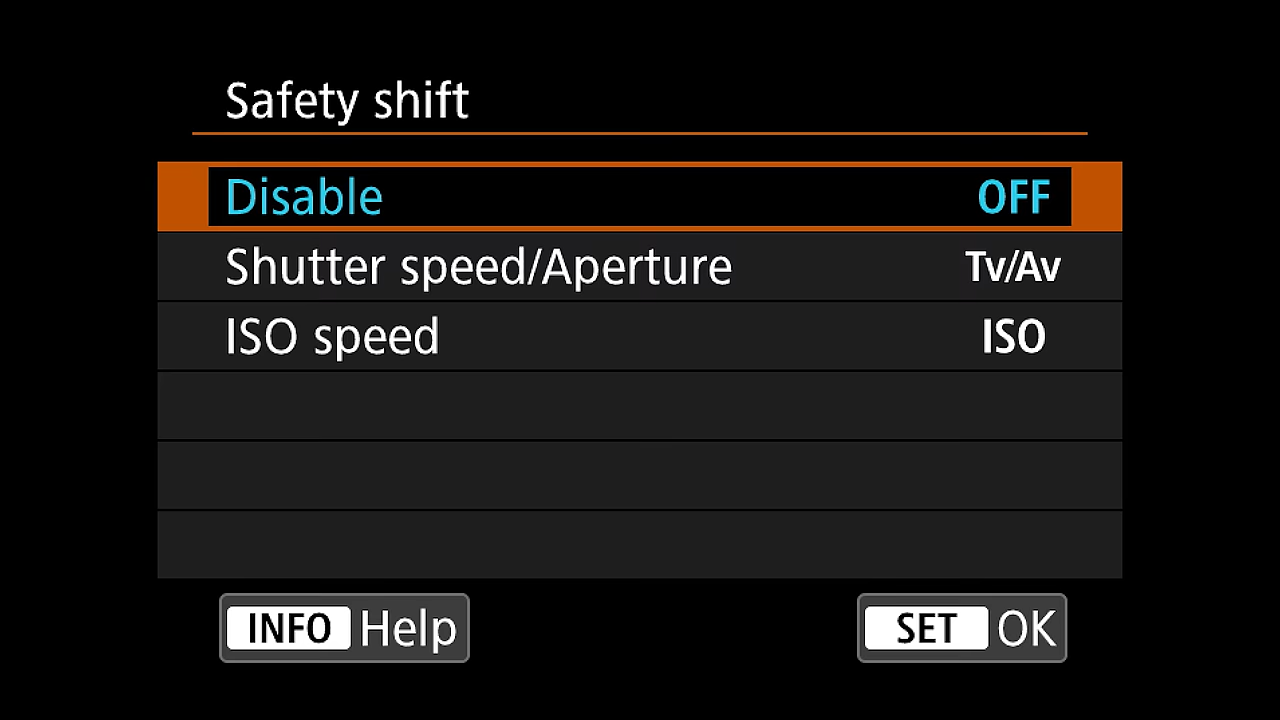 Safety shift
Disable OFF
Shutter speed/Aperture Tv/Av
ISO speed ISO
INFO Help SET OK